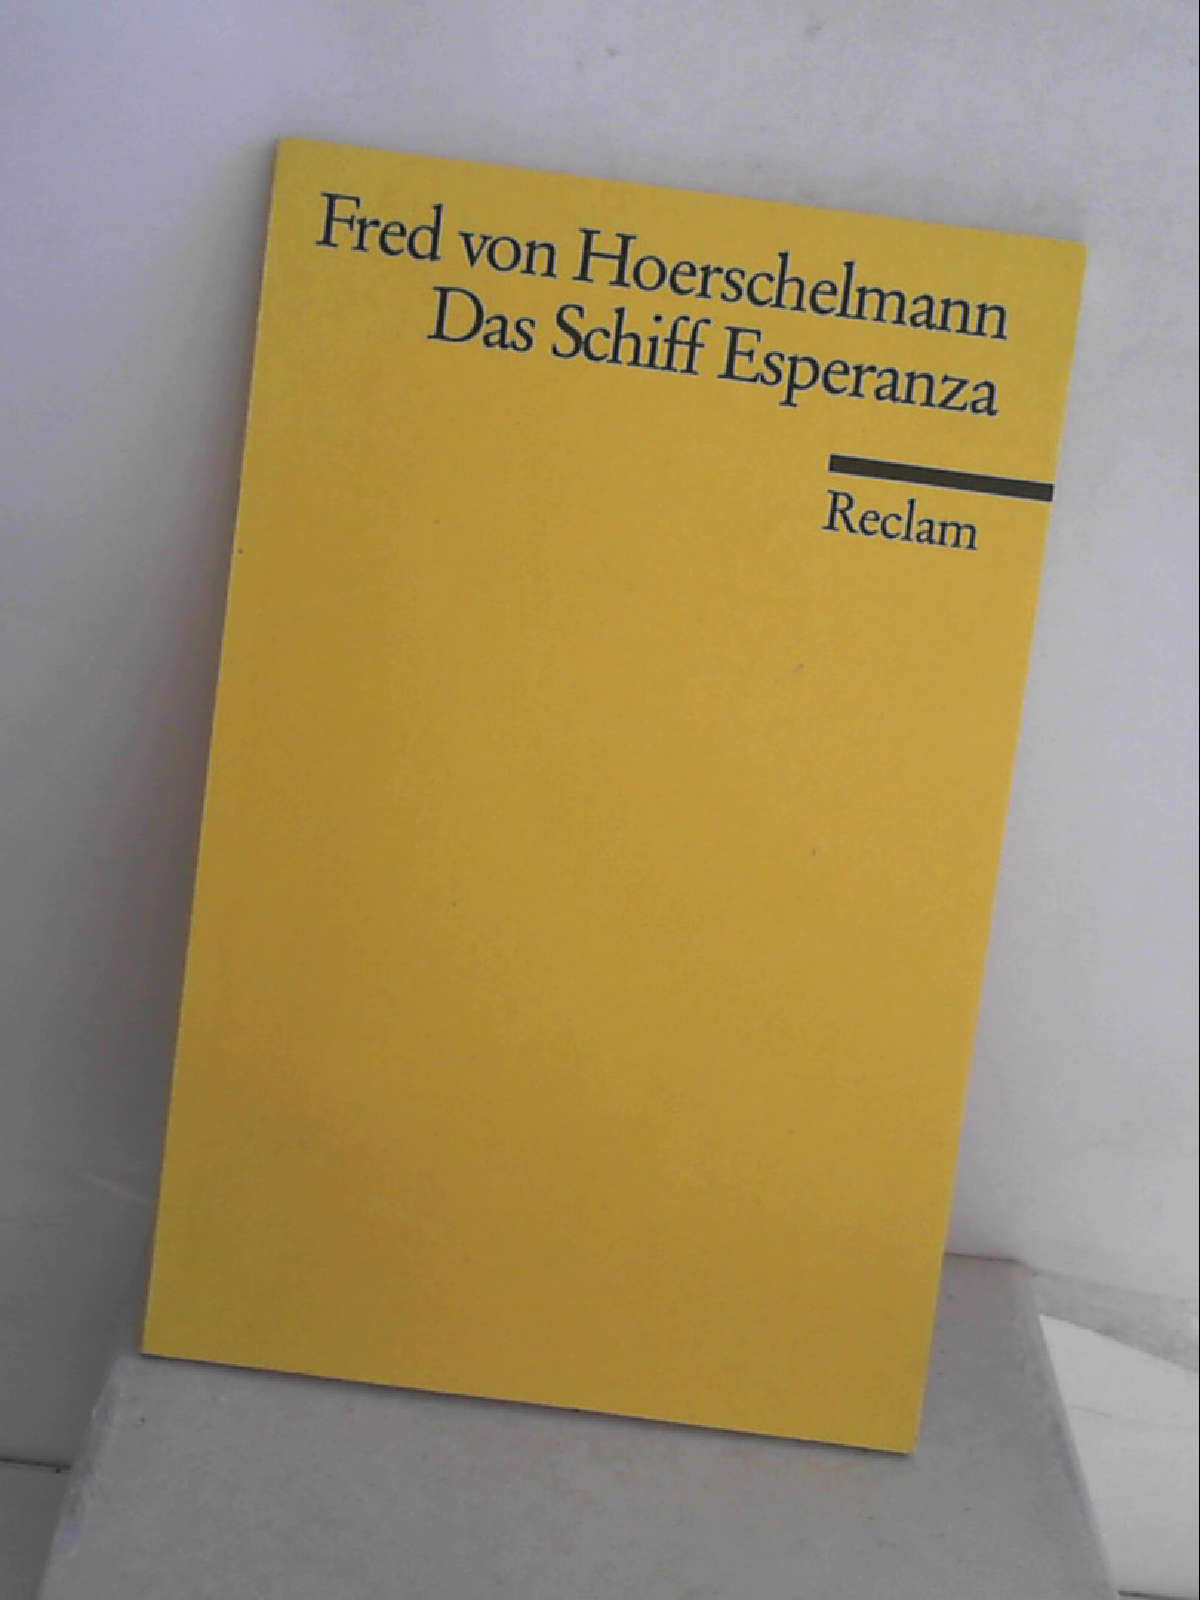 Fred von Hoerschelmann
Das Schiff Esperanza
Reclam